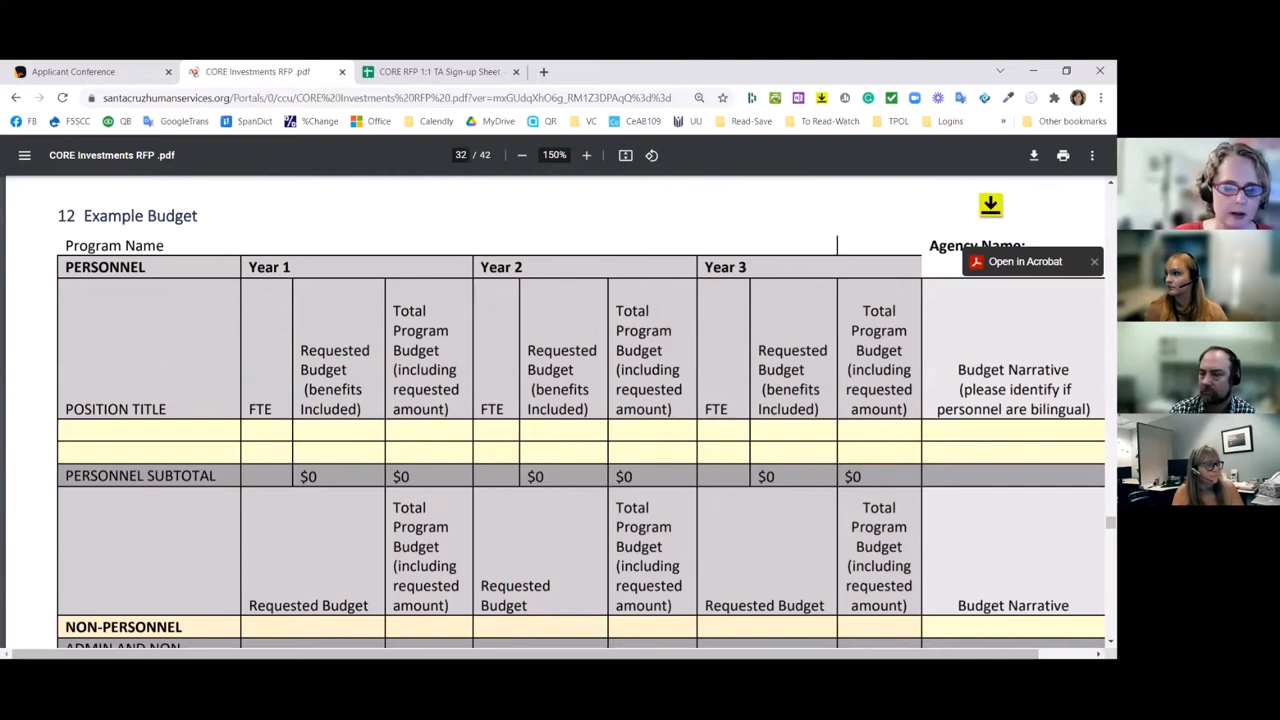 Applicant Conference
CORE Investments RFP .pdf
CORE RFP 1:1 TA Sign-up Sheet -
santacruzhumanservices.org/Portals/0/ccu/CORE%20Investments%20RFP%20.pdf?ver=mxGUdqXhO6g_RM1Z3DPAqQ%3d%3d
FB
F5SCC
QB
GoogleTrans
SpanDict
%Change
Office
Calendly
MyDrive
QR
VC
CeAB109
UU
Read-Save
To Read-Watch
TPOL
Logins
»
Other bookmarks
CORE Investments RFP .pdf
32 / 42
150%
12 Example Budget
Program Name
Agency Name:
Open in Acrobat
PERSONNEL
Year 1
Year 2
Year 3
POSITION TITLE
FTE
Requested
Budget
(benefits
Included)
Total
Program
Budget
(including
requested
amount)
FTE
Requested
Budget
(benefits
Included)
Total
Program
Budget
(including
requested
amount)
FTE
Requested
Budget
(benefits
Included)
Total
Program
Budget
(including
requested
amount)
Budget Narrative
(please identify if
personnel are bilingual)
PERSONNEL SUBTOTAL
$0
$0
$0
$0
$0
$0
Requested Budget
Total
Program
Budget
(including
requested
amount)
Requested
Budget
Total
Program
Budget
(including
requested
amount)
Requested Budget
Total
Program
Budget
(including
requested
amount)
Budget Narrative
NON-PERSONNEL
ADMIN AND NON-